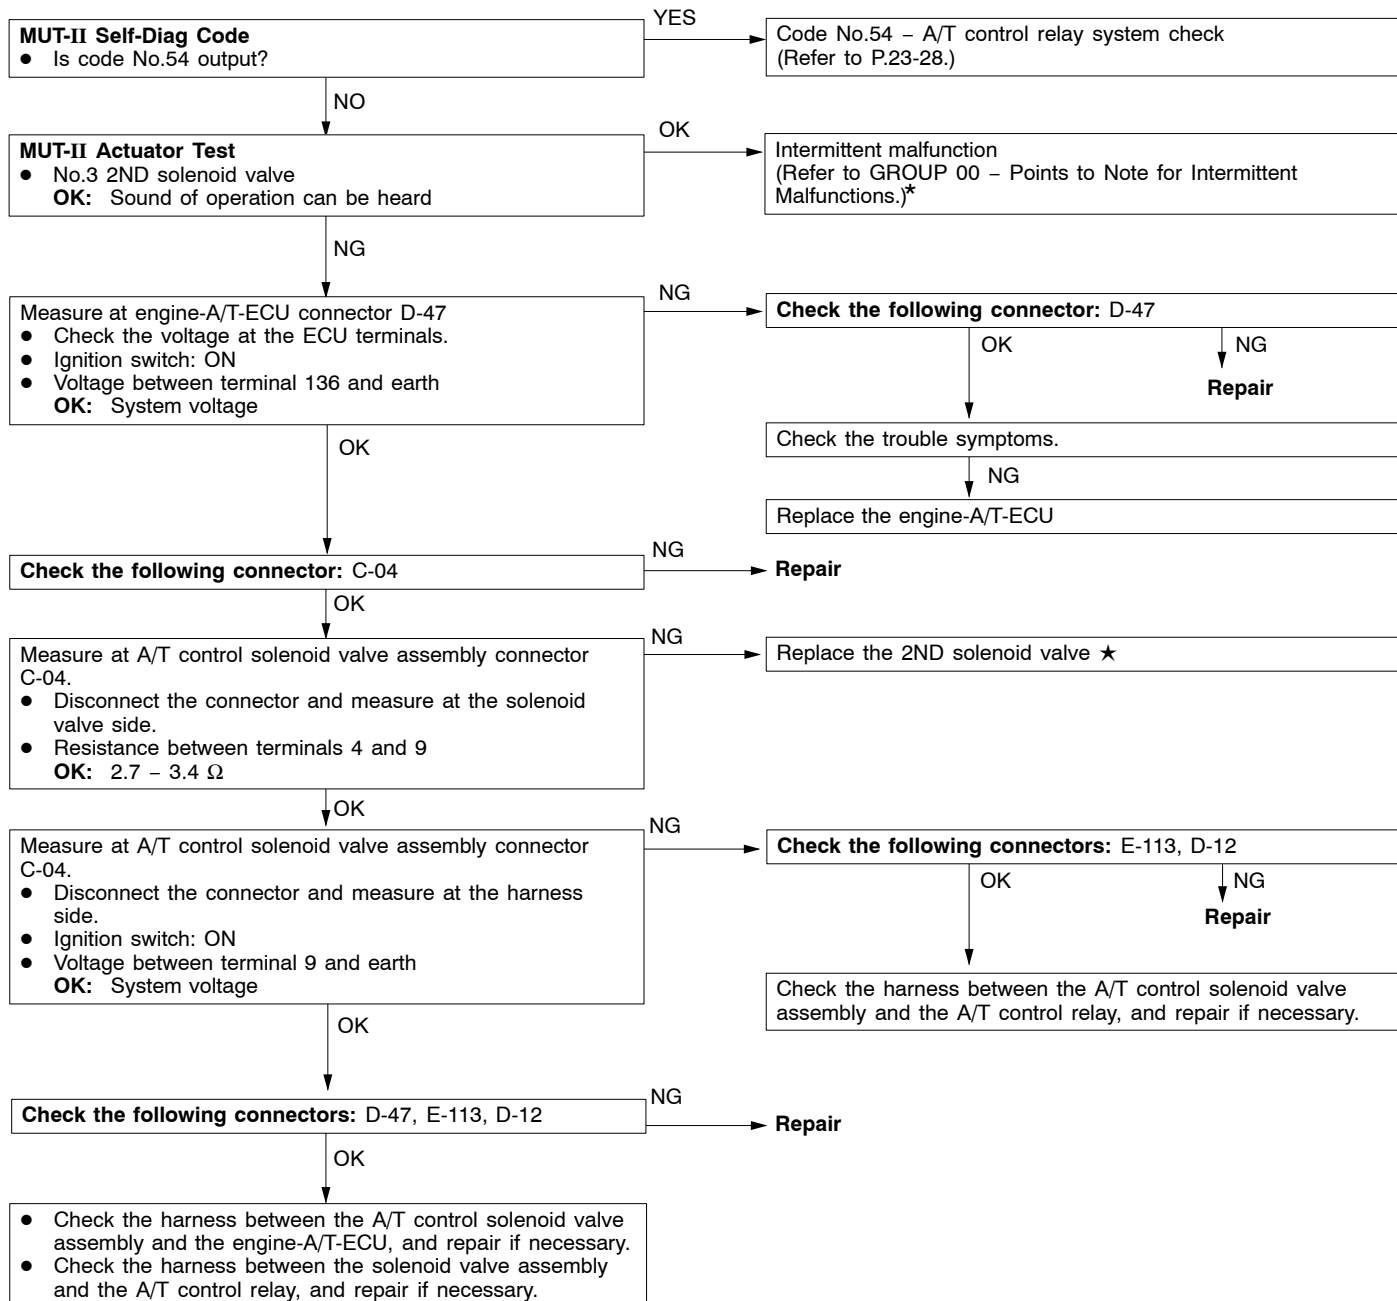 MUT-II Self-Diag Code
● Is code No.54 output?
YES
Code No.54 – A/T control relay system check
(Refer to P.23-28.)
NO
MUT-II Actuator Test
● No.3 2ND solenoid valve
OK: Sound of operation can be heard
OK
Intermittent malfunction
(Refer to GROUP 00 – Points to Note for Intermittent
Malfunctions.)*
NG
Measure at engine-A/T-ECU connector D-47
● Check the voltage at the ECU terminals.
● Ignition switch: ON
● Voltage between terminal 136 and earth
OK: System voltage
NG
Check the following connector: D-47
OK
NG
Repair
Check the trouble symptoms.
NG
Replace the engine-A/T-ECU
OK
Check the following connector: C-04
NG
Repair
OK
Measure at A/T control solenoid valve assembly connector
C-04.
● Disconnect the connector and measure at the solenoid
valve side.
● Resistance between terminals 4 and 9
OK: 2.7 – 3.4 Ω
NG
Replace the 2ND solenoid valve ★
OK
Measure at A/T control solenoid valve assembly connector
C-04.
● Disconnect the connector and measure at the harness
side.
● Ignition switch: ON
● Voltage between terminal 9 and earth
OK: System voltage
NG
Check the following connectors: E-113, D-12
OK
NG
Repair
Check the harness between the A/T control solenoid valve
assembly and the A/T control relay, and repair if necessary.
OK
Check the following connectors: D-47, E-113, D-12
NG
Repair
OK
● Check the harness between the A/T control solenoid valve
assembly and the engine-A/T-ECU, and repair if necessary.
● Check the harness between the solenoid valve assembly
and the A/T control relay, and repair if necessary.